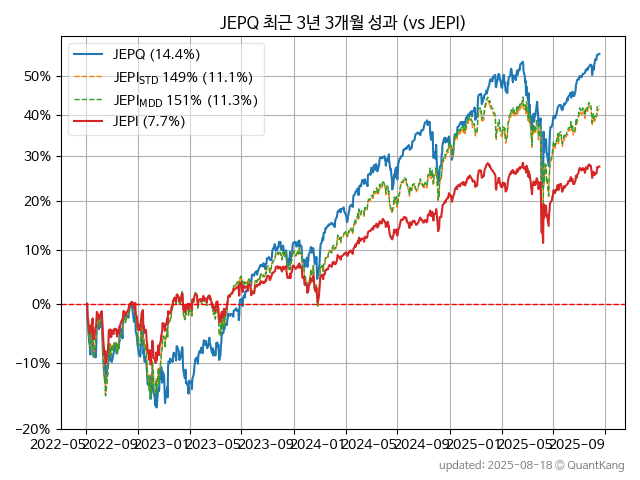 JEPQ 최근 3년 3개월 성과 (vs JEPI)
JEPQ (14.4%)
JEPI_STD 149% (11.1%)
JEPI_MDD 151% (11.3%)
JEPI (7.7%)
50%
40%
30%
20%
10%
0%
−10%
−20%
2022-05 2022-09 2023-01 2023-05 2023-09 2024-01 2024-05 2024-09 2025-01 2025-05 2025-09
updated: 2025-08-18 © QuantKang